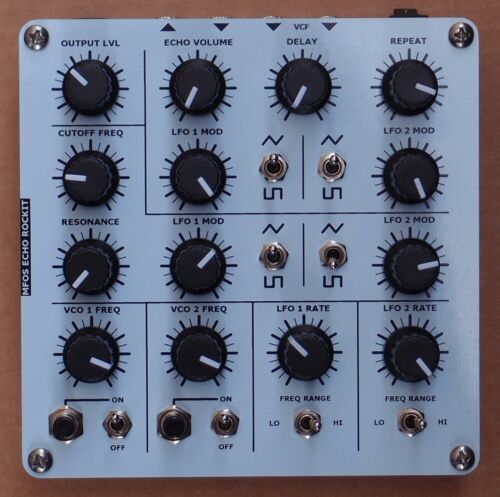 VCF
OUTPUT LVL
ECHO VOLUME
DELAY
REPEAT
CUTOFF FREQ
LFO 1 MOD
LFO 2 MOD
MFOS ECHO ROCKIT
RESONANCE
LFO 1 MOD
LFO 2 MOD
VCO 1 FREQ
VCO 2 FREQ
LFO 1 RATE
LFO 2 RATE
ON
OFF
ON
OFF
FREQ RANGE
LO
HI
FREQ RANGE
LO
HI